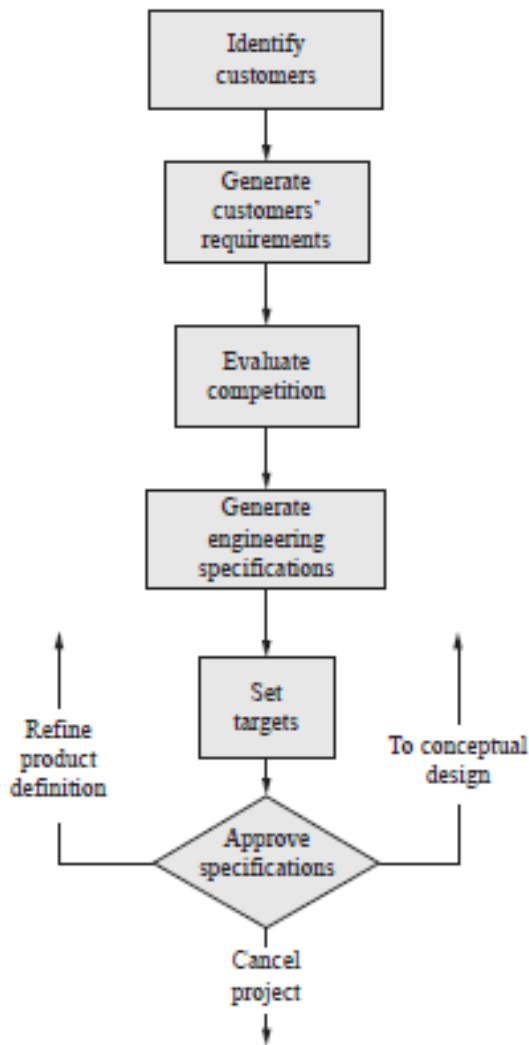 Identify
customers
Generate
customers'
requirements
Evaluate
competition
Generate
engineering
specifications
Set
targets
Refine
product
definition
To conceptual
design
Approve
specifications
Cancel
project